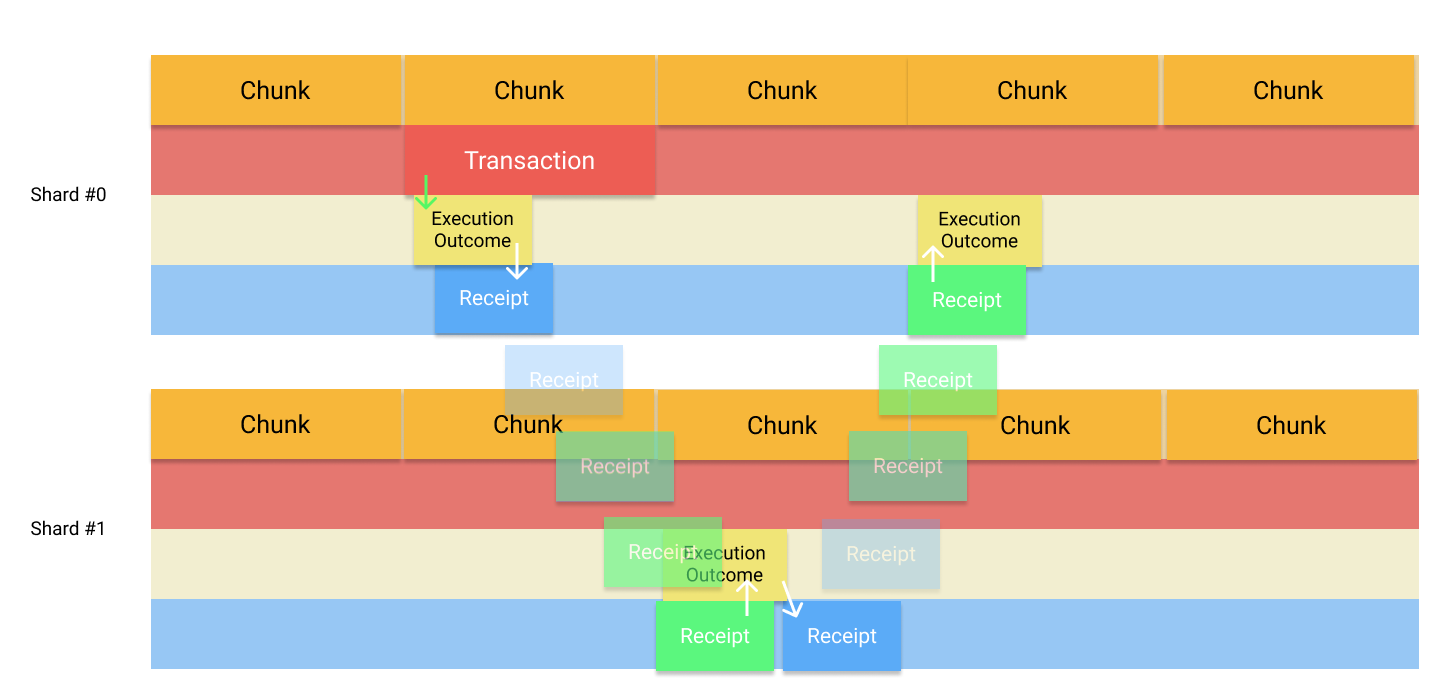 Chunk
Chunk
Chunk
Chunk
Chunk
Transaction
Shard #0
Execution
Outcome
Execution
Outcome
Receipt
Receipt
Receipt
Receipt
Chunk
Chunk
Chunk
Chunk
Chunk
Receipt
Receipt
Shard #1
Receipt
Execution
Outcome
Receipt
Receipt
Receipt